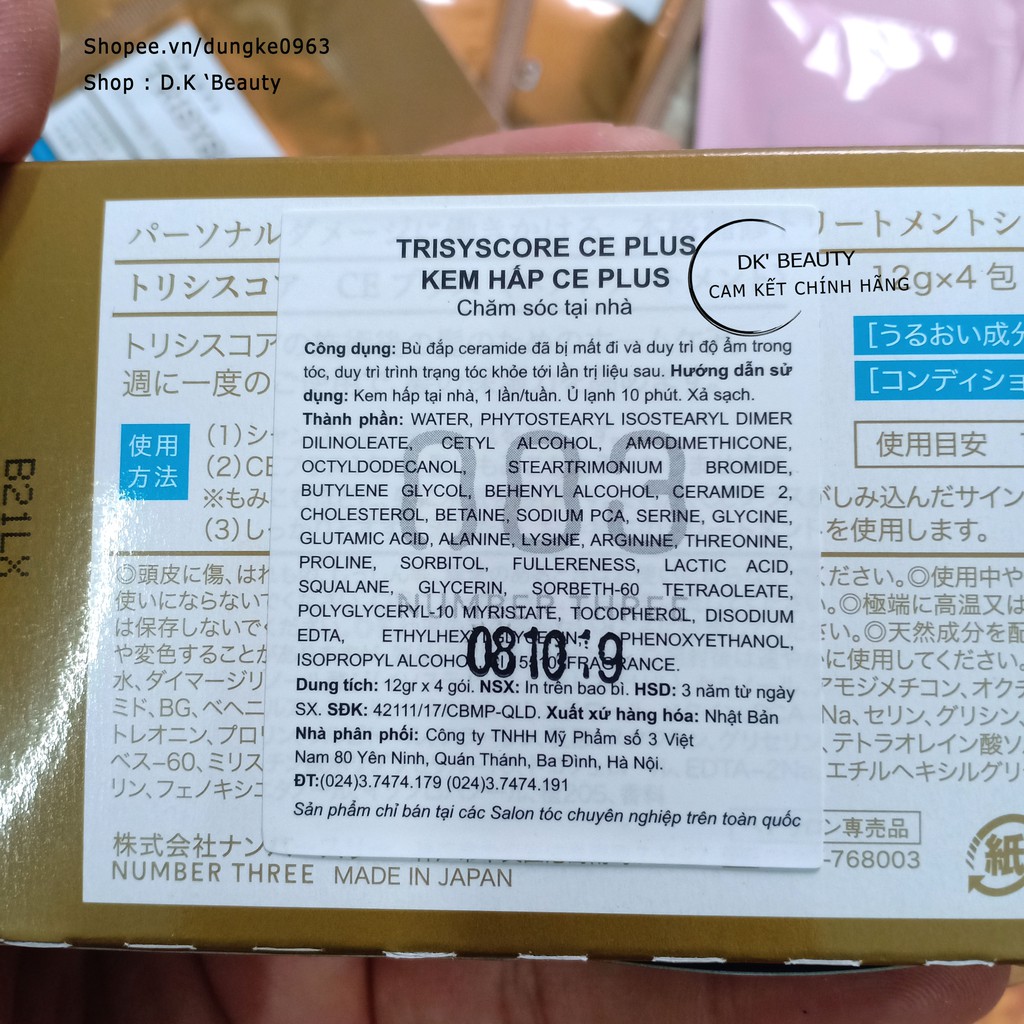 Shopee.vn/dungke0963
Shop : D.K 'Beauty
パーソナル
リートメントシ
トリシスコア CEプ
12g×4包
トリシスコア
週に一度の
[うるおい成分
[コンディショ
使用目安
使用
方法
(1)シャ
(2)CE
※もみこ
(3)しっ
がしみ込んだサイン
トを使用します。
B21LX
TRISYSCORE CE PLUS
KEM HẤP CE PLUS
Chăm sóc tại nhà
DK' BEAUTY
CAM KẾT CHÍNH HÃNG
Công dụng: Bù đắp ceramide đã bị mất đi và duy trì độ ẩm trong
tóc, duy trì trình trạng tóc khỏe tới lần trị liệu sau. Hướng dẫn sử
dụng: Kem hấp tại nhà, 1 lần/tuần. Ủ lạnh 10 phút. Xả sạch.
Thành phần: WATER, PHYTOSTEARYL ISOSTEARYL DIMER
DILINOLEATE, CETYL ALCOHOL, AMODIMETHICONE,
OCTYLDODECANOL, STEARTRIMONIUM BROMIDE,
BUTYLENE GLYCOL, BEHENYL ALCOHOL, CERAMIDE 2,
CHOLESTEROL, BETAINE, SODIUM PCA, SERINE, GLYCINE,
GLUTAMIC ACID, ALANINE, LYSINE, ARGININE, THREONINE,
PROLINE, SORBITOL, FULLERENESS, LACTIC ACID,
SQUALANE, GLYCERIN, SORBETH-60 TETRAOLEATE,
POLYGLYCERYL-10 MYRISTATE, TOCOPHEROL, DISODIUM
EDTA, PHENOXYETHANOL,
ISOPROPYL FRAGRANCE.
003
NUMBER THREE
081019
Dung tích: 12gr x 4 gói. NSX: In trên bao bì. HSD: 3 năm từ ngày
SX. SĐK: 42111/17/CBMP-QLD. Xuất xứ hàng hóa: Nhật Bản
Nhà phân phối: Công ty TNHH Mỹ Phẩm số 3 Việt
Nam 80 Yên Ninh, Quán Thánh, Ba Đình, Hà Nội.
ĐT:(024)3.7474.179 (024)3.7474.191
Sản phẩm chỉ bán tại các Salon tóc chuyên nghiệp trên toàn quốc
◎頭皮に傷、はれ
使いにならない
は保存しないで
や変色することが
水、ダイマージリ
ミド、BG、ベヘニ
トレオニン、プロリ
ベス-60、ミリス
リン、フェノキシエ
ださい。◎使用中や
い。◎極端に高温又は
さい。◎天然成分を配
に使用してください。
アモジメチコン、オクチ
Na、セリン、グリシン、
テトラオレイン酸ソ
エチルヘキシルグリ
ン専売品
株式会社ナン
-768003
NUMBER THREE MADE IN JAPAN
紙